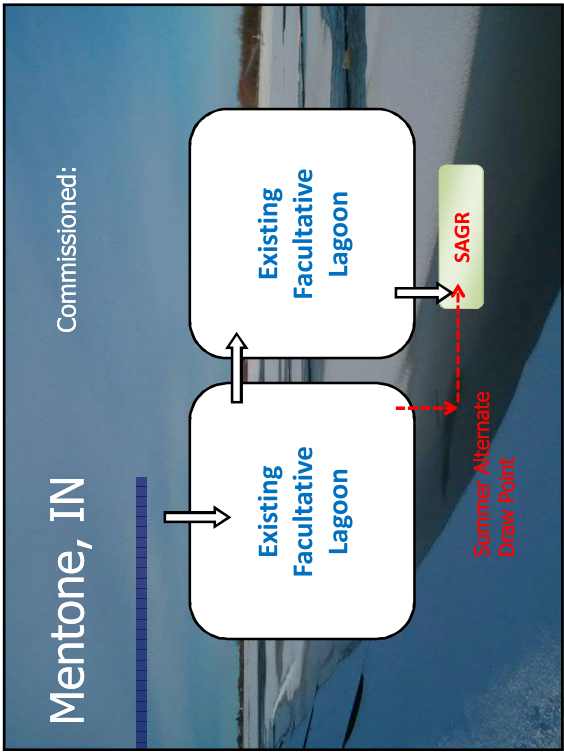 Mentone, IN
Commissioned:
Existing
Facultative
Lagoon
Existing
Facultative
Lagoon
SAGR
Summer Alternate
Draw Point